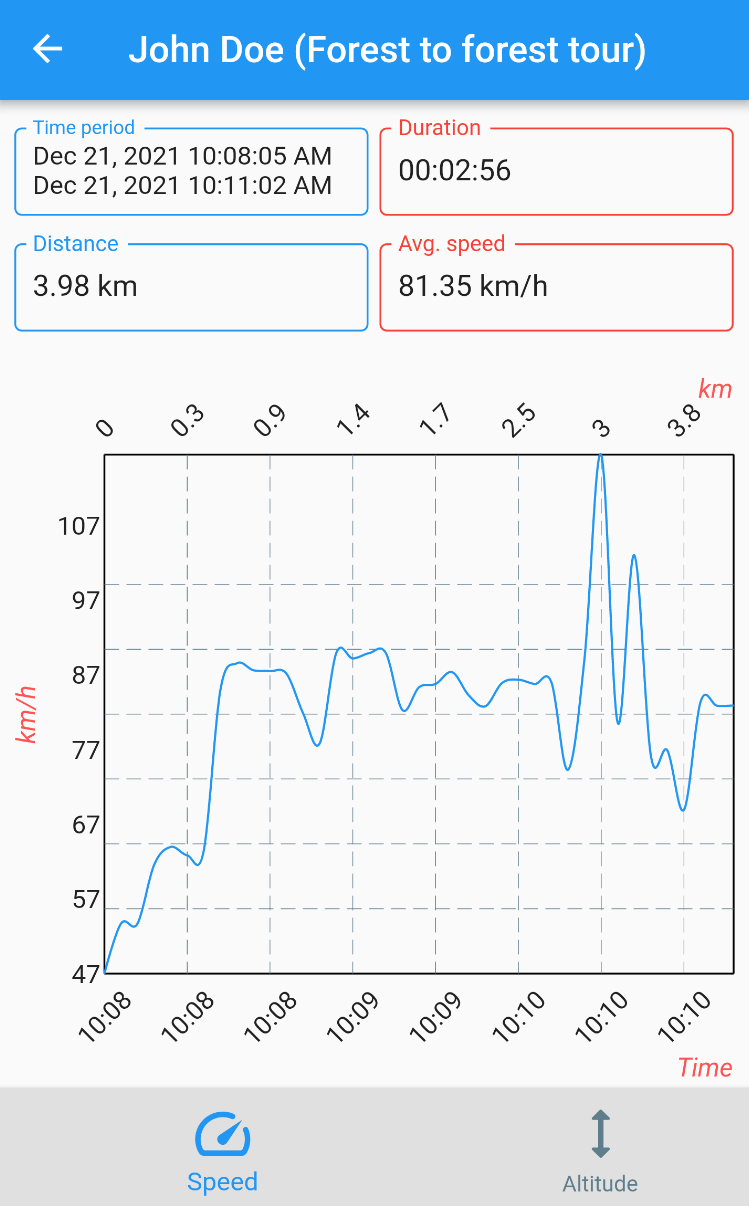 John Doe (Forest to forest tour)
Time period
Dec 21, 2021 10:08:05 AM
Dec 21, 2021 10:11:02 AM
Duration
00:02:56
Distance
3.98 km
Avg. speed
81.35 km/h
km
0 0.3 0.9 1.4 1.7 2.5 3 3.8
107
97
87
77
67
57
47
km/h
10:08 10:08 10:08 10:09 10:09 10:10 10:10 10:10
Time
Speed
Altitude